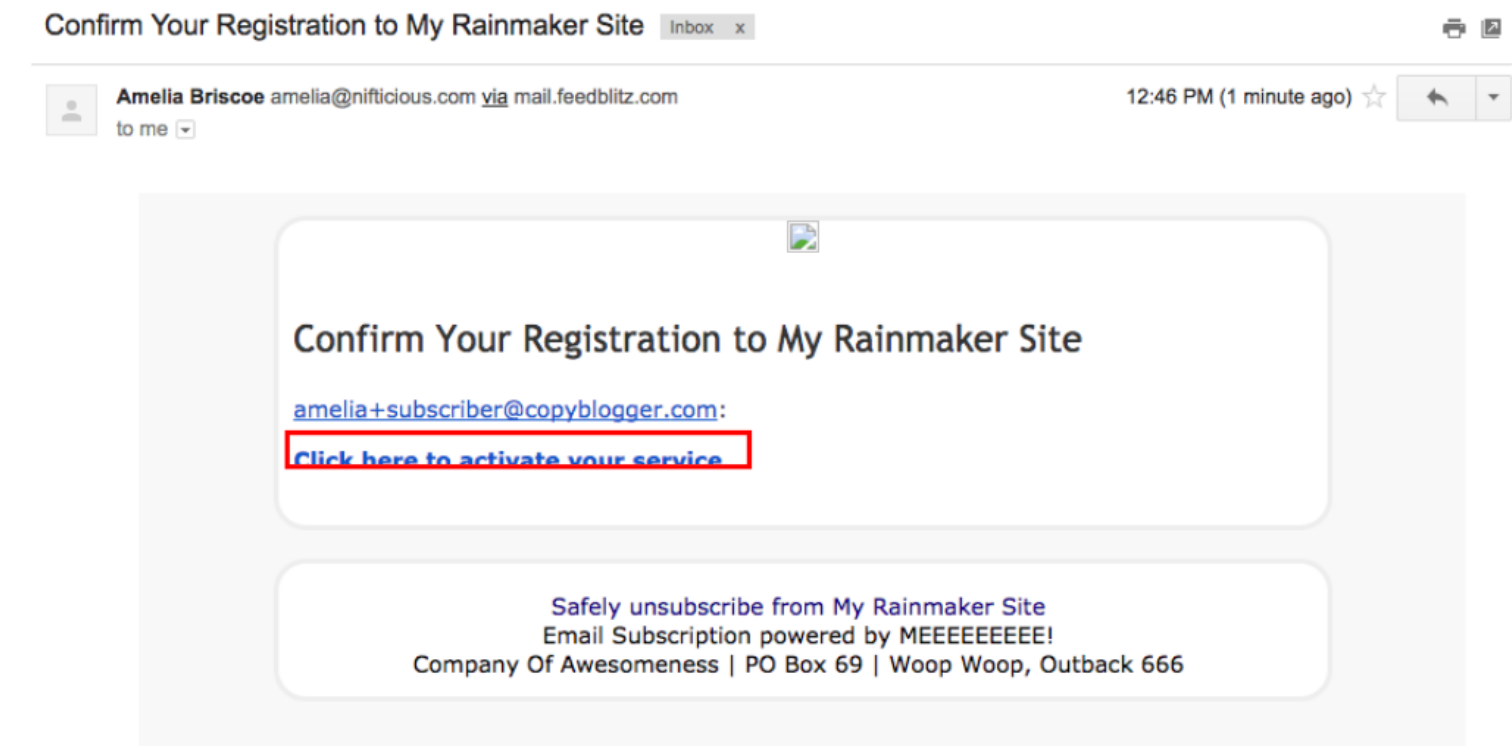 Confirm Your Registration to My Rainmaker Site Inbox x
Amelia Briscoe amelia@nifticious.com via mail.feedblitz.com 12:46 PM (1 minute ago)
to me
Confirm Your Registration to My Rainmaker Site
amelia+subscriber@copyblogger.com:
Click here to activate your service
Safely unsubscribe from My Rainmaker Site
Email Subscription powered by MEEEEEEEEE!
Company Of Awesomeness | PO Box 69 | Woop Woop, Outback 666